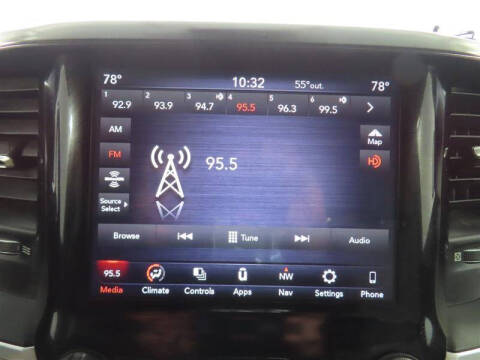 78° 10:32 55°out. 78°
1 92.9 2 93.9 3 94.7 4 95.5 5 96.3 6 99.5
AM
FM
Source Select
95.5
Map
HD
Browse Tune Audio
95.5 NW
Media Climate Controls Apps Nav Settings Phone